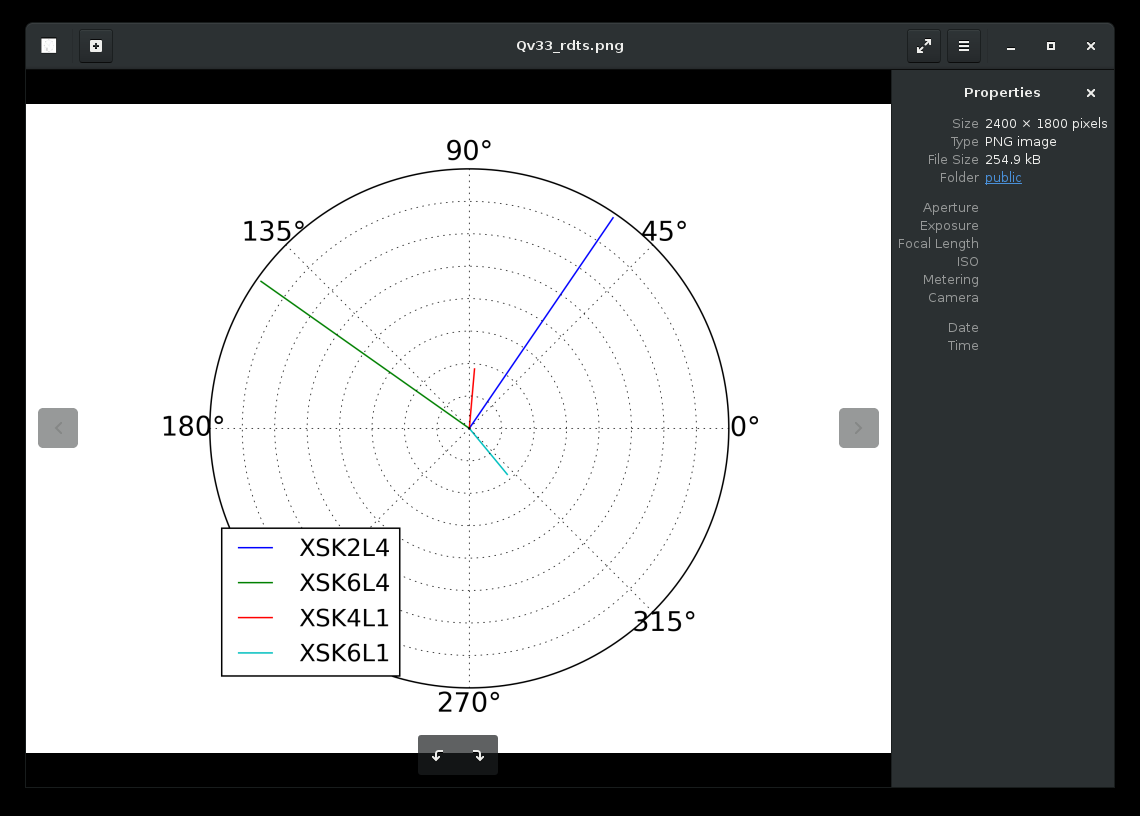 Qv33_rdts.png
Properties
Size 2400 × 1800 pixels
Type PNG image
File Size 254.9 kB
Folder public
Aperture
Exposure
Focal Length
ISO
Metering
Camera
Date
Time
90°
135°
45°
180°
0°
315°
270°
XSK2L4
XSK6L4
XSK4L1
XSK6L1